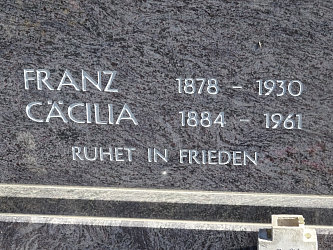 FRANZ 1878 – 1930
CÄCILIA 1884 – 1961
RUHET IN FRIEDEN